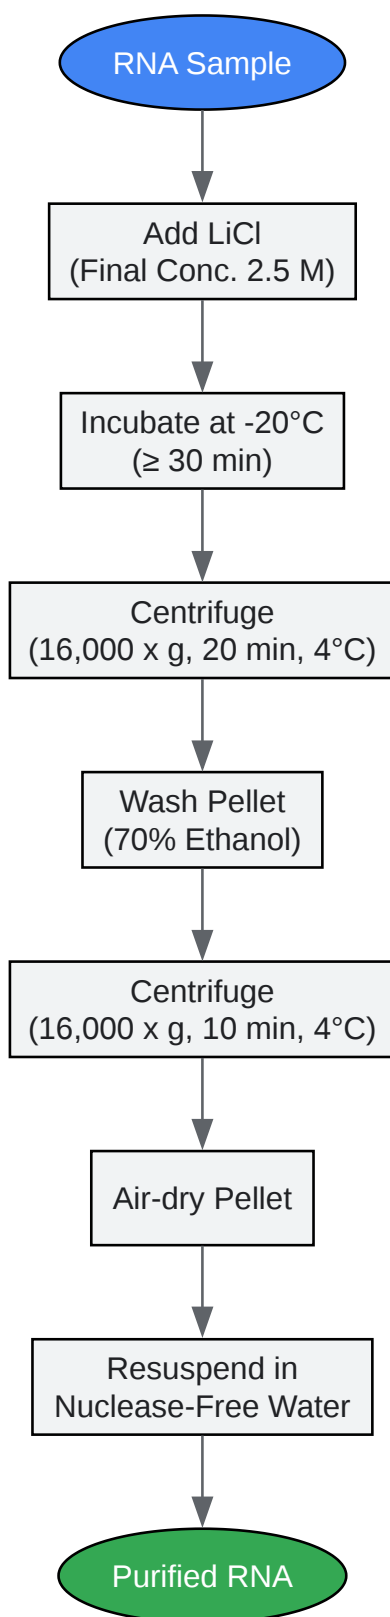 RNA Sample
Add LiCl
(Final Conc. 2.5 M)
Incubate at -20°C
(≥ 30 min)
Centrifuge
(16,000 x g, 20 min, 4°C)
Wash Pellet
(70% Ethanol)
Centrifuge
(16,000 x g, 10 min, 4°C)
Air-dry Pellet
Resuspend in
Nuclease-Free Water
Purified RNA